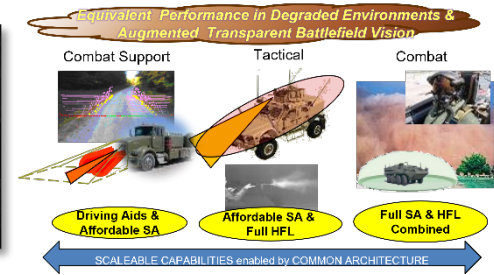 Equivalent Performance in Degraded Environments &
Augmented Transparent Battlefield Vision
Combat Support
Tactical
Combat
Driving Aids &
Affordable SA
Affordable SA &
Full HFL
Full SA & HFL
Combined
SCALEABLE CAPABILITIES enabled by COMMON ARCHITECTURE